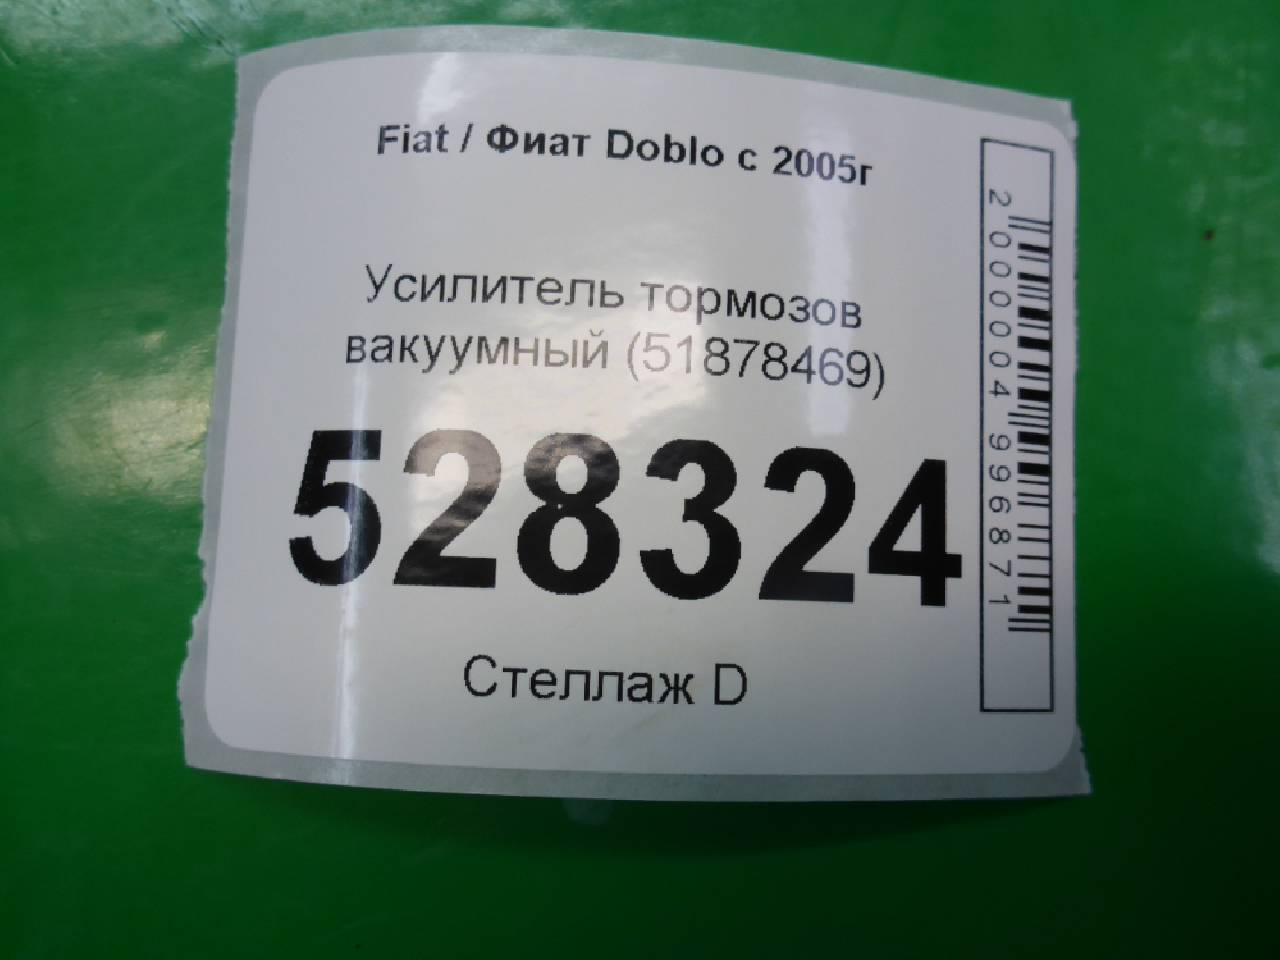 Fiat / Фиат Doblo с 2005г
Усилитель тормозов
вакуумный (51878469)
528324
Стеллаж D
2000004996871